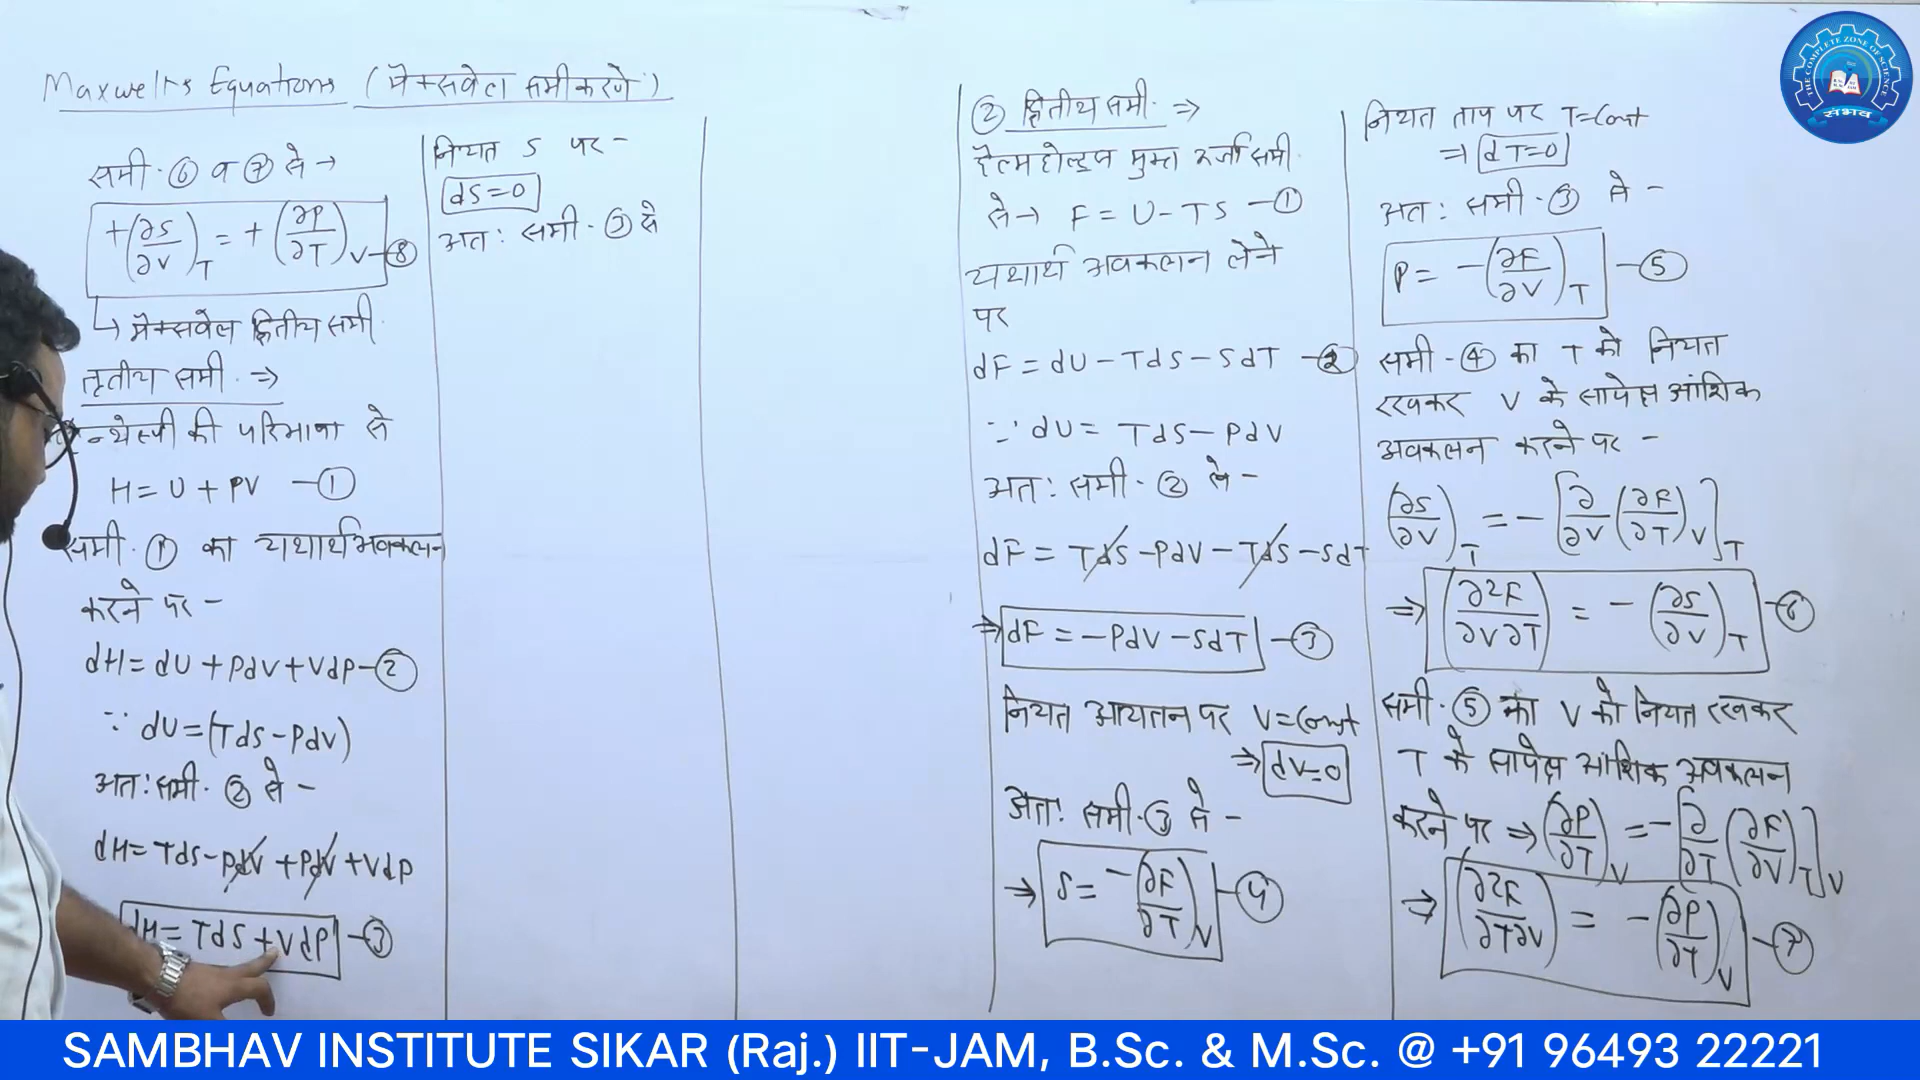 Maxwell's Equations (मैक्सवेल समीकरणे)
समी. ⑥ व ⑦ से →
+(∂S/∂V)_T = +(∂P/∂T)_V —⑧
↳ मैक्सवेल द्वितीय समी.
तृतीय समी. ⇒
एन्थैल्पी की परिभाषा से
H = U + PV —①
समी. ① का यथार्थ अवकलन
करने पर –
dH = dU + PdV + VdP —②
∵ dU = (TdS – PdV)
अतः समी. ② से –
dH = TdS – PdV + PdV + VdP
dH = TdS + VdP —③
नियत S पर –
dS = 0
अतः समी. ③ से
② द्वितीय समी. ⇒
हेल्महोल्ट्ज मुक्त ऊर्जा समी.
से → F = U – TS —①
यथार्थ अवकलन लेने
पर
dF = dU – TdS – SdT —②
∵ dU = TdS – PdV
अतः समी. ② से –
dF = TdS – PdV – TdS – SdT
⇒ dF = –PdV – SdT —③
नियत आयतन पर V = Const
⇒ dV = 0
अतः समी. ③ से –
⇒ S = –(∂F/∂T)_V —④
नियत ताप पर T = Const
⇒ dT = 0
अतः समी. ③ से –
P = –(∂F/∂V)_T —⑤
समी. ④ का T को नियत
रखकर V के सापेक्ष आंशिक
अवकलन करने पर –
(∂S/∂V)_T = –[∂/∂V (∂F/∂T)_V]_T
⇒ (∂2F/∂V∂T) = –(∂S/∂V)_T —⑥
समी. ⑤ का V को नियत रखकर
T के सापेक्ष आंशिक अवकलन
करने पर ⇒ (∂P/∂T)_V = –[∂/∂T (∂F/∂V)_T]_V
⇒ (∂2F/∂T∂V) = –(∂P/∂T)_V —⑦
THE COMPLETE ZONE OF SCIENCE
संभव
SAMBHAV INSTITUTE SIKAR (Raj.) IIT-JAM, B.Sc. & M.Sc. @ +91 96493 22221